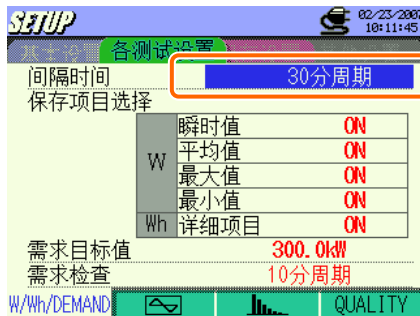 SETUP
02/23/200
10:11:45
各测试设置
间隔时间 30分周期
保存项目选择
W
瞬时值 ON
平均值 ON
最大值 ON
最小值 ON
Wh 详细项目 ON
需求目标值 300.0kW
需求检查 10分周期
W/Wh/DEMAND QUALITY